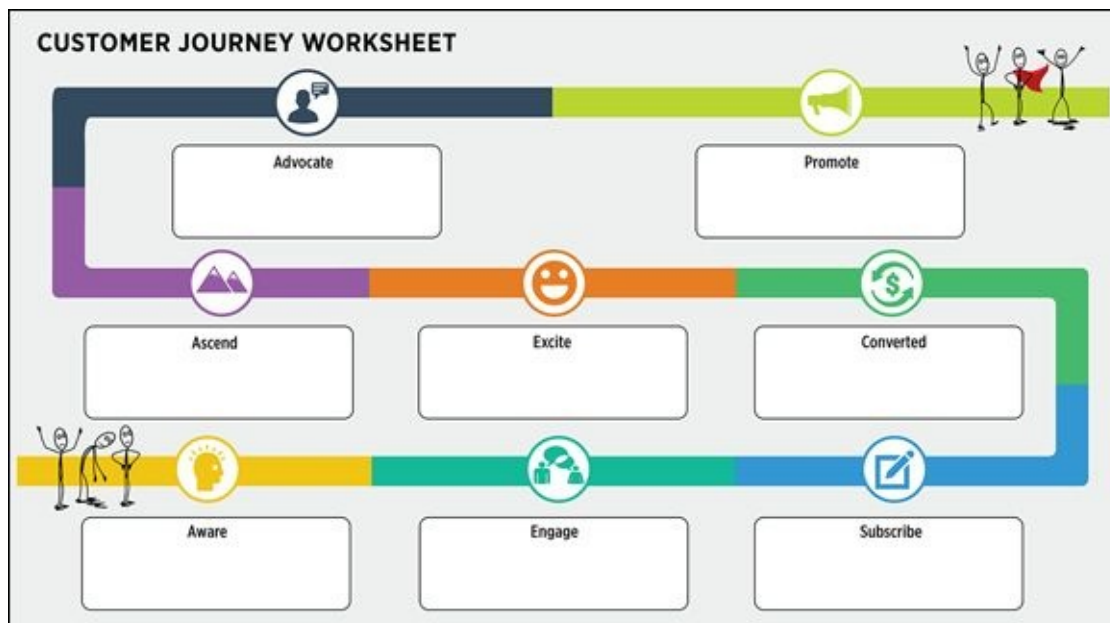 CUSTOMER JOURNEY WORKSHEET
Advocate
Promote
Ascend
Excite
Converted
$
Aware
Engage
Subscribe